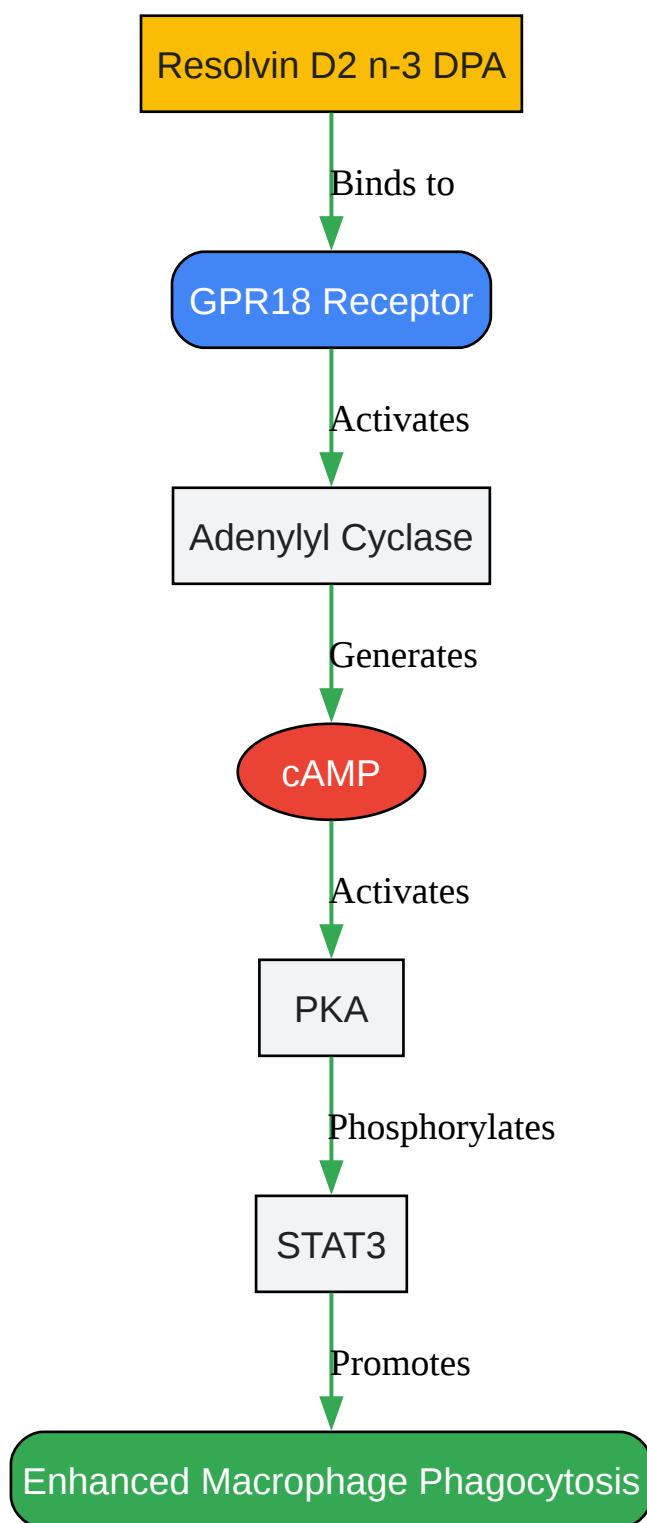 Resolvin D2 n-3 DPA
Binds to
GPR18 Receptor
Activates
Adenylyl Cyclase
Generates
cAMP
Activates
PKA
Phosphorylates
STAT3
Promotes
Enhanced Macrophage Phagocytosis